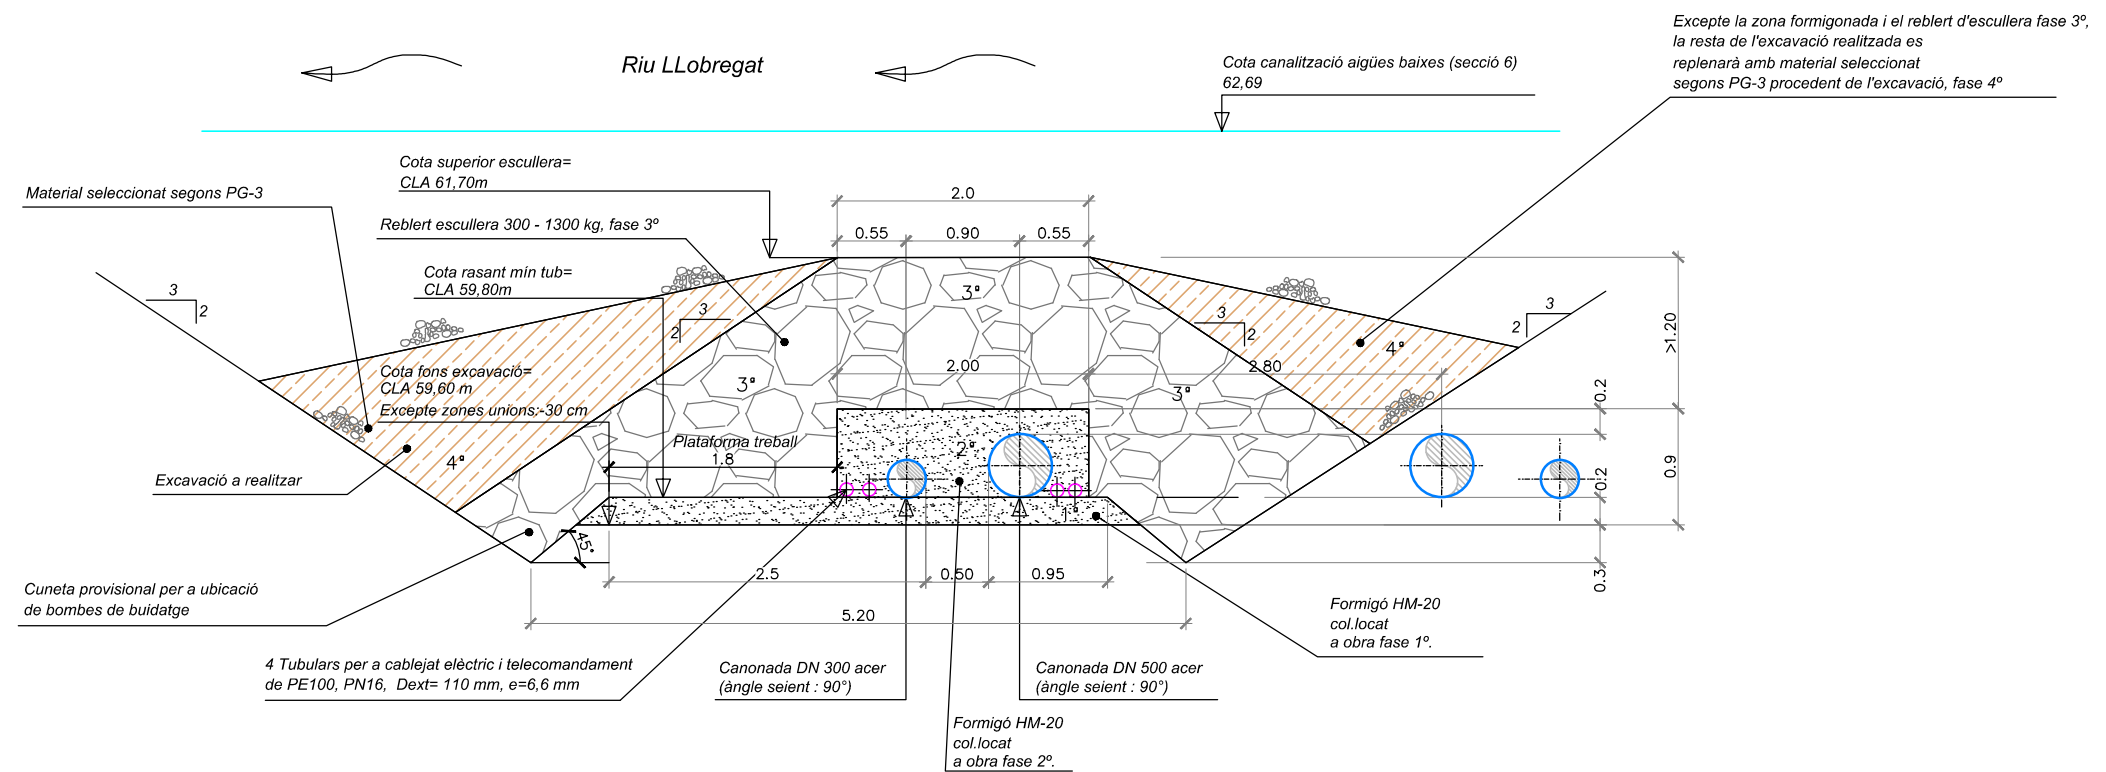 Excepte la zona formigonada i el reblert d'escullera fase 3º,
la resta de l'excavació realitzada es
replenarà amb material seleccionat
segons PG-3 procedent de l'excavació, fase 4º
Riu LLobregat
Cota canalització aigües baixes (secció 6)
62,69
Cota superior escullera=
CLA 61,70m
Material seleccionat segons PG-3
2.0
Reblert escullera 300 - 1300 kg, fase 3º
0.55
0.90
0.55
Cota rasant mín tub=
CLA 59,80m
3
2
3
2
3
2
3
2
3ª
>1.20
4ª
Cota fons excavació=
CLA 59,60 m
Excepte zones unions:-30 cm
2.00
2.80
3ª
3ª
0.2
Plataforma treball
1.8
2ª
4ª
0.9
0.2
Excavació a realitzar
1ª
45°
2.5
0.50
0.95
0.3
Cuneta provisional per a ubicació
de bombes de buidatge
5.20
Formigó HM-20
col.locat
a obra fase 1º.
4 Tubulars per a cablejat elèctric i telecomandament
de PE100, PN16, Dext= 110 mm, e=6,6 mm
Canonada DN 300 acer
(àngle seient : 90°)
Canonada DN 500 acer
(àngle seient : 90°)
Formigó HM-20
col.locat
a obra fase 2º.